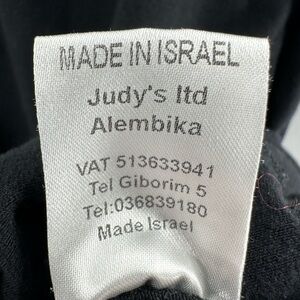 MADE IN ISRAEL
Judy's ltd
Alembika
VAT 513633941
Tel Giborim 5
Tel:036839180
Made Israel